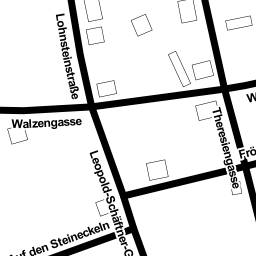 Lohnsteinstraße
Walzengasse
Theresiengasse
Leopold-Schäftner-G
Auf den Steineckeln